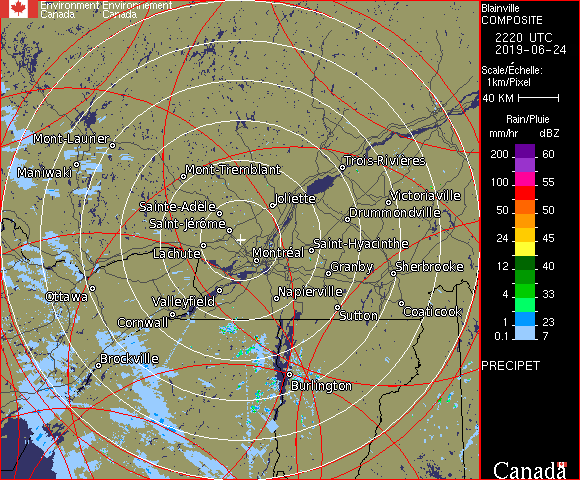 Environment Environnement
Canada Canada
Blainville
COMPOSITE
2220 UTC
2019-06-24
Scale/Échelle:
1km/Pixel
40 KM
Rain/Pluie
mm/hr dBZ
200 60
100 55
50 50
24 45
12 40
4 33
1 23
0.1 7
PRECIPET
Canada
Mont-Laurier
Maniwaki
Mont-Tremblant
Trois-Rivières
Joliette
Victoriaville
Sainte-Adèle
Drummondville
Saint-Jérôme
Lachute
Montréal
Saint-Hyacinthe
Granby
Sherbrooke
Ottawa
Valleyfield
Napierville
Cornwall
Sutton
Coaticook
Brockville
Burlington